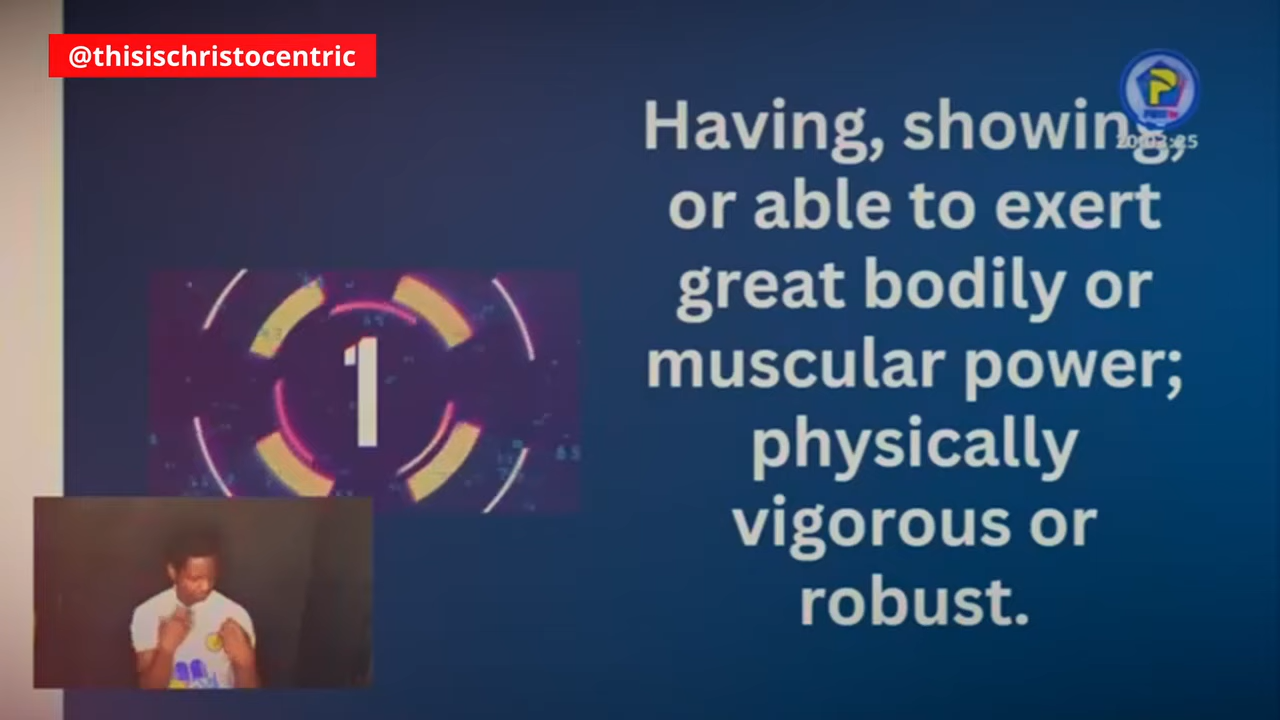 @thisischristocentric
Having, showing,
or able to exert
great bodily or
muscular power;
physically
vigorous or
robust.
1